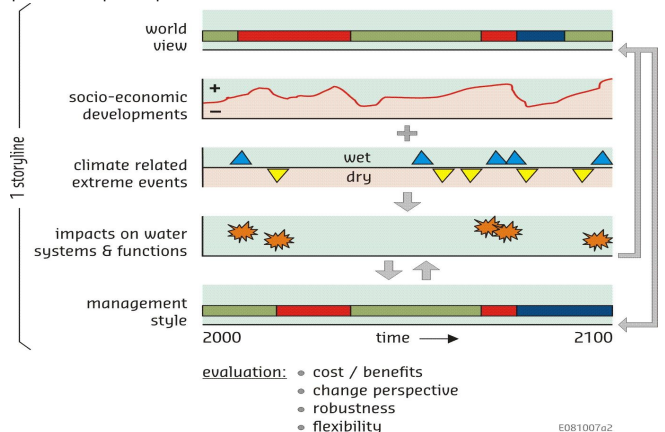 world
view
1 storyline
socio-economic
developments
+
−
+
climate related
extreme events
wet
dry
impacts on water
systems & functions
management
style
2000 time 2100
evaluation: • cost / benefits
• change perspective
• robustness
• flexibility
E081007a2